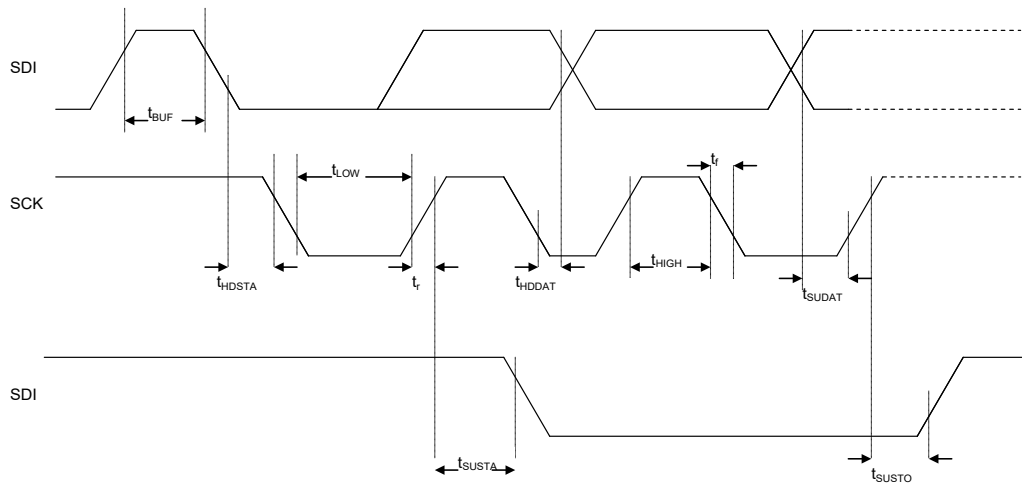 SDI
tBUF
tLOW
tf
SCK
tHDSTA
tr
tHDDAT
tHIGH
tSUDAT
SDI
tSUSTA
tSUSTO